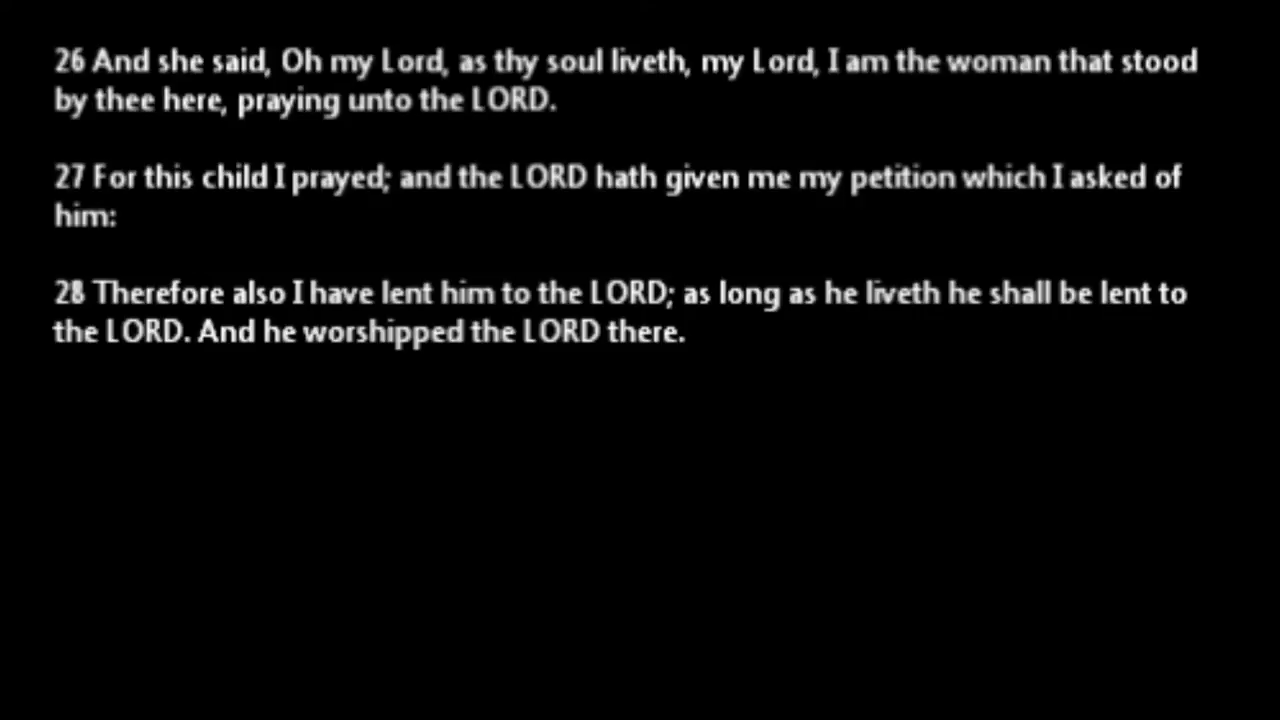 26 And she said, Oh my Lord, as thy soul liveth, my Lord, I am the woman that stood
by thee here, praying unto the LORD.
27 For this child I prayed; and the LORD hath given me my petition which I asked of
him:
28 Therefore also I have lent him to the LORD; as long as he liveth he shall be lent to
the LORD. And he worshipped the LORD there.